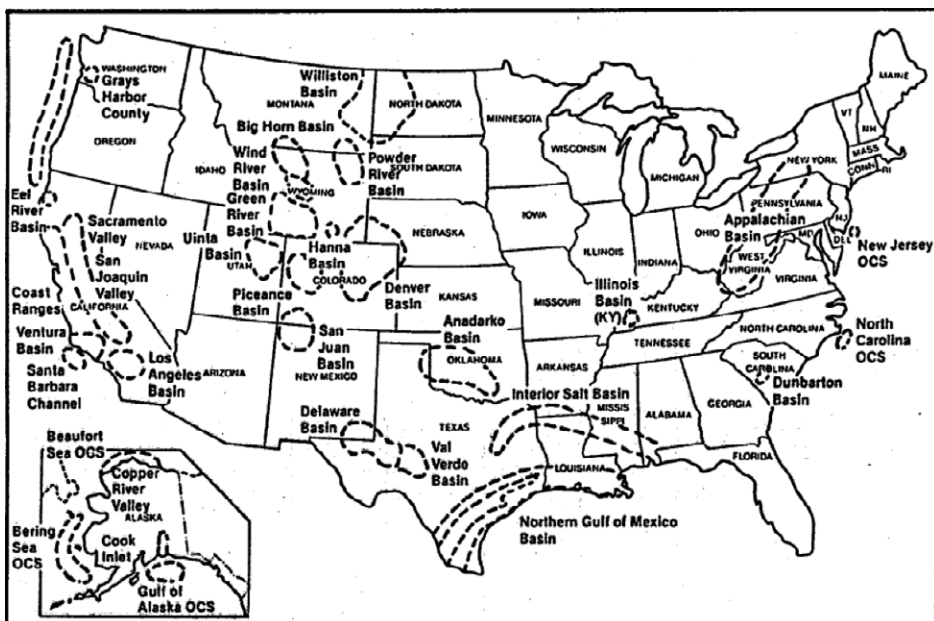 WASHINGTON
Grays
Harbor
County
OREGON
IDAHO
MONTANA
Williston
Basin
NORTH DAKOTA
MINNESOTA
WISCONSIN
MICHIGAN
MAINE
VT
NH
MASS
CONN
RI
NEW YORK
Big Horn Basin
Wind
River
Basin
WYOMING
Powder
River
Basin
SOUTH DAKOTA
Green
River
Basin
Eel
River
Basin
Sacramento
Valley
San
Joaquin
Valley
NEVADA
Uinta
Basin
UTAH
Hanna
Basin
COLORADO
NEBRASKA
IOWA
ILLINOIS
INDIANA
OHIO
PENNSYLVANIA
NJ
Appalachian
Basin
MD
DEL
New Jersey
OCS
WEST
VIRGINIA
VIRGINIA
Coast
Ranges
CALIFORNIA
Piceance
Basin
Denver
Basin
KANSAS
MISSOURI
Illinois
Basin
(KY)
KENTUCKY
Ventura
Basin
Santa
Barbara
Channel
Los
Angeles
Basin
ARIZONA
San
Juan
Basin
NEW MEXICO
Anadarko
Basin
OKLAHOMA
ARKANSAS
TENNESSEE
NORTH CAROLINA
North
Carolina
OCS
SOUTH
CAROLINA
Dunbarton
Basin
Interior Salt Basin
MISSIS
SIPPI
ALABAMA
GEORGIA
FLORIDA
Delaware
Basin
TEXAS
Val
Verdo
Basin
LOUISIANA
Northern Gulf of Mexico
Basin
Beaufort
Sea OCS
Copper
River
Valley
ALASKA
Bering
Sea
OCS
Cook
Inlet
Gulf of
Alaska OCS